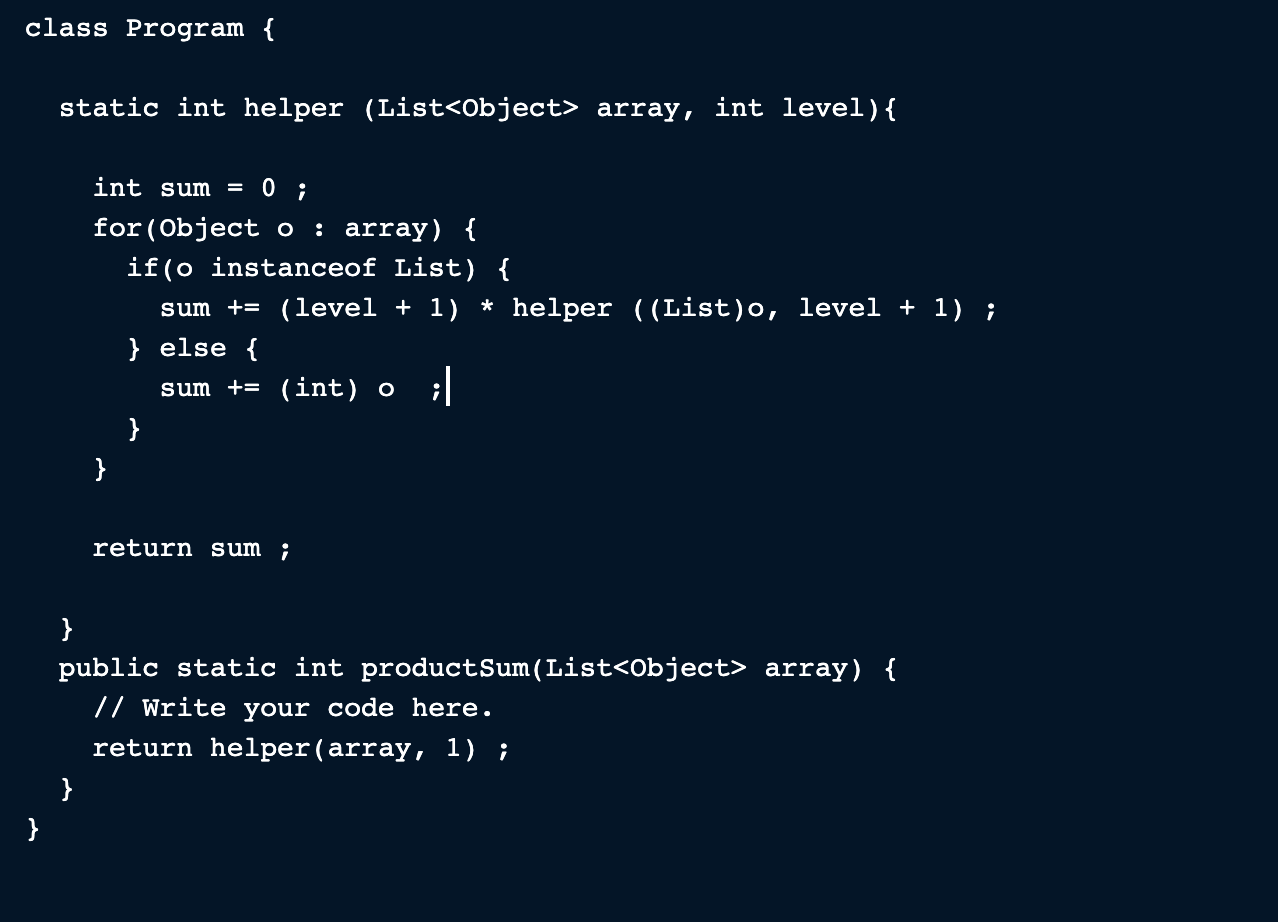 class Program {
static int helper (List<Object> array, int level){
int sum = 0 ;
for(Object o : array) {
if(o instanceof List) {
sum += (level + 1) * helper ((List)o, level + 1) ;
} else {
sum += (int) o  ;
}
}
return sum ;
}
public static int productSum(List<Object> array) {
// Write your code here.
return helper(array, 1) ;
}
}